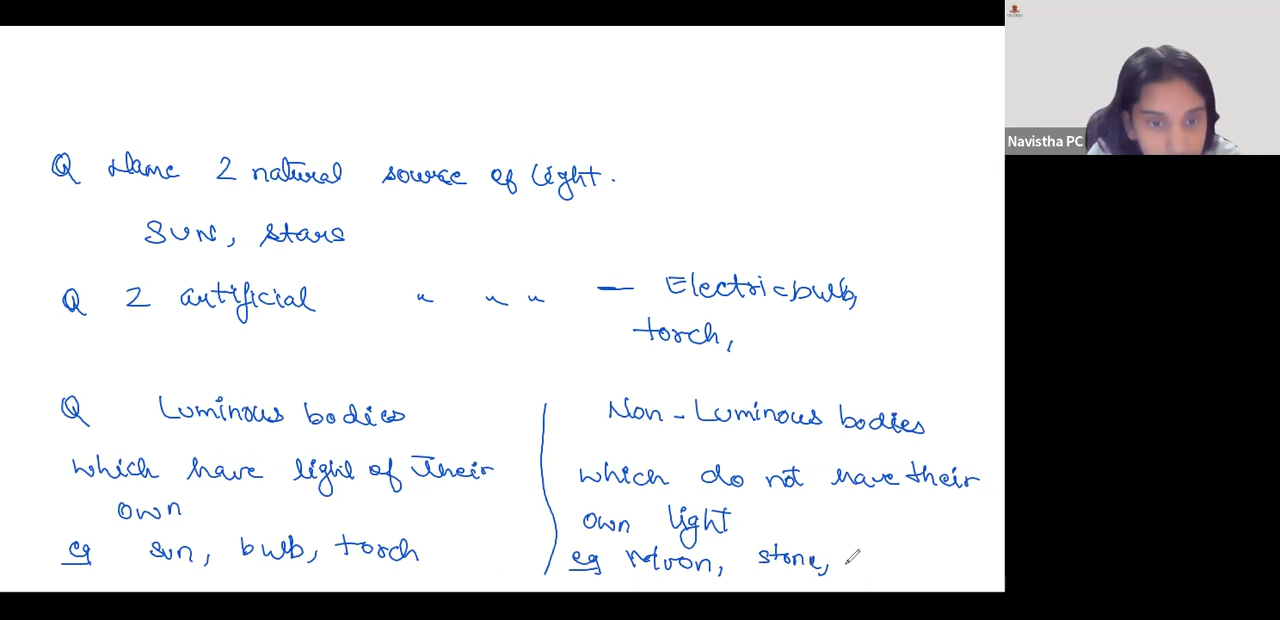 Q Name 2 natural source of light.
SUN, stars
Q 2 artificial " " " — Electric bulb,
torch,
Q Luminous bodies
which have light of Their
own
eg sun, bulb, torch
Non - Luminous bodies
which do not have their
own light
eg Moon, stone,
Navistha PC